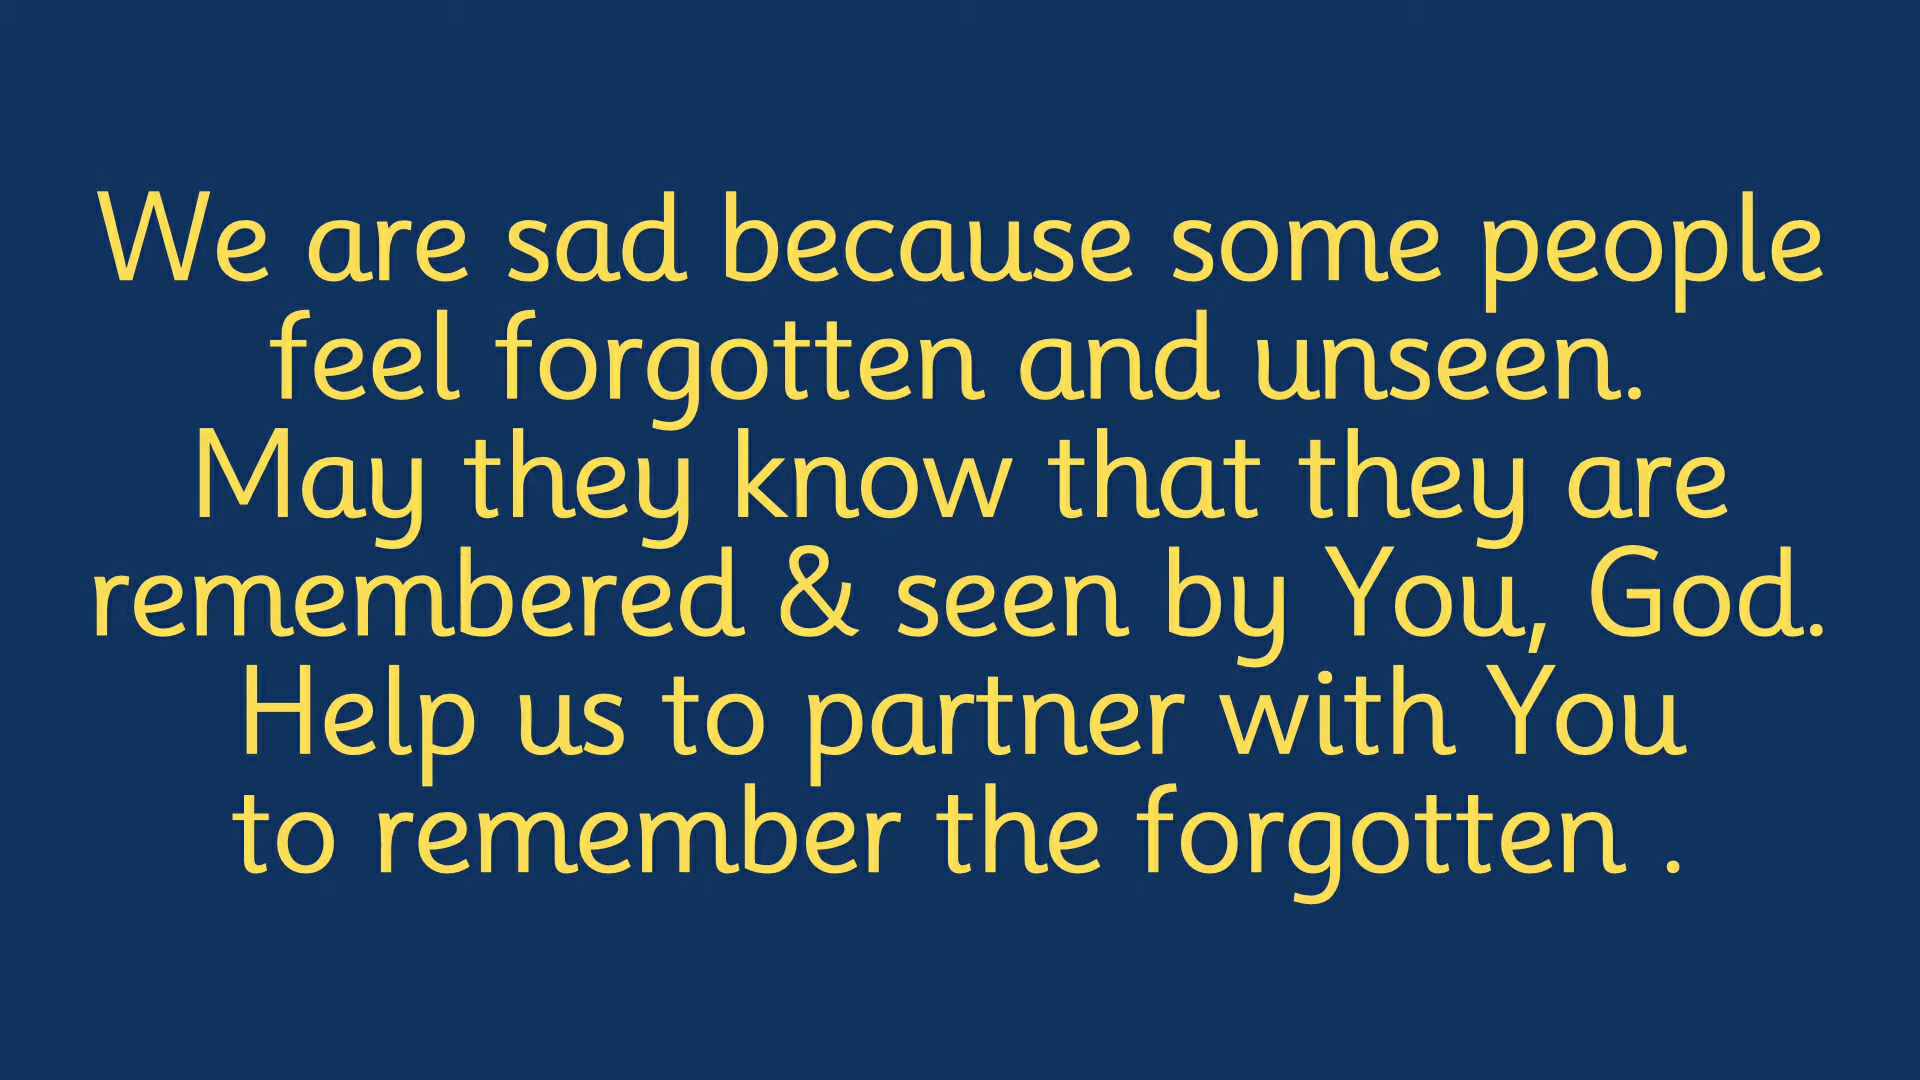 We are sad because some people
feel forgotten and unseen.
May they know that they are
remembered & seen by You, God.
Help us to partner with You
to remember the forgotten .